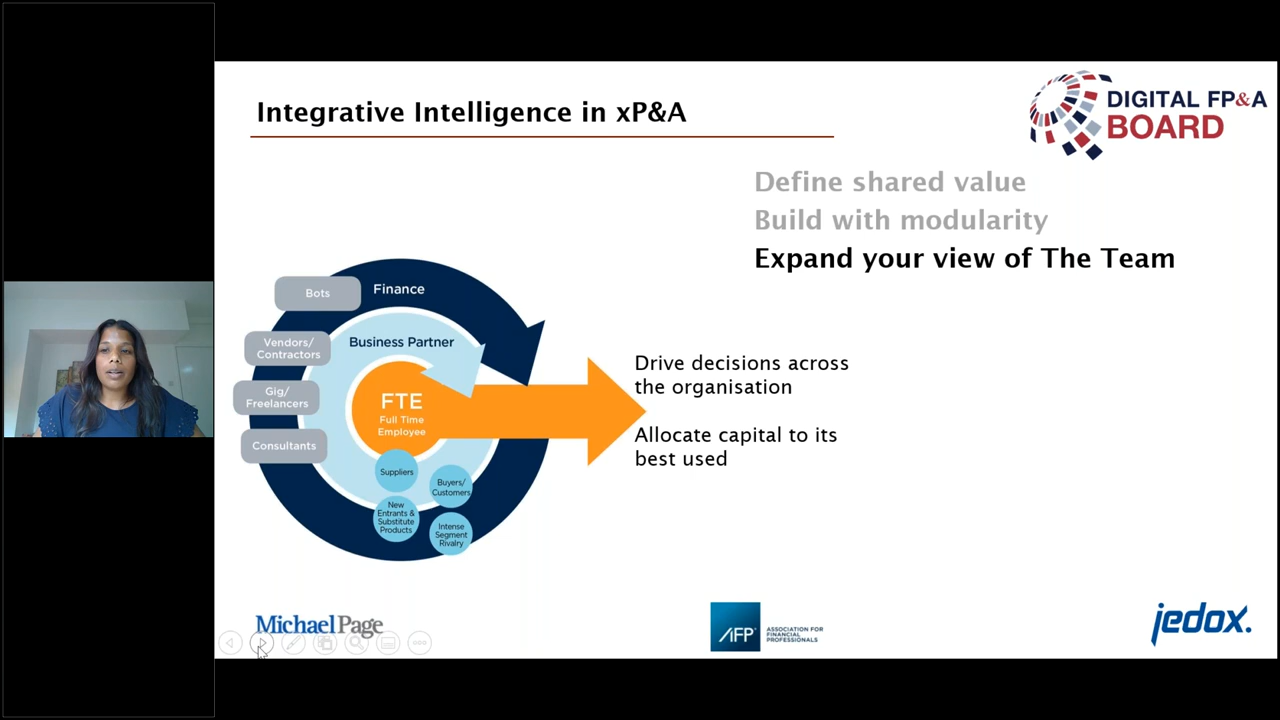 Integrative Intelligence in xP&A
DIGITAL FP&A
BOARD
Define shared value
Build with modularity
Expand your view of The Team
Bots
Finance
Vendors/
Contractors
Business Partner
Gig/
Freelancers
FTE
Full Time
Employee
Consultants
Suppliers
Buyers/
Customers
New
Entrants &
Substitute
Products
Intense
Segment
Rivalry
Drive decisions across
the organisation
Allocate capital to its
best used
MichaelPage
AFP
ASSOCIATION FOR
FINANCIAL
PROFESSIONALS
jedox.